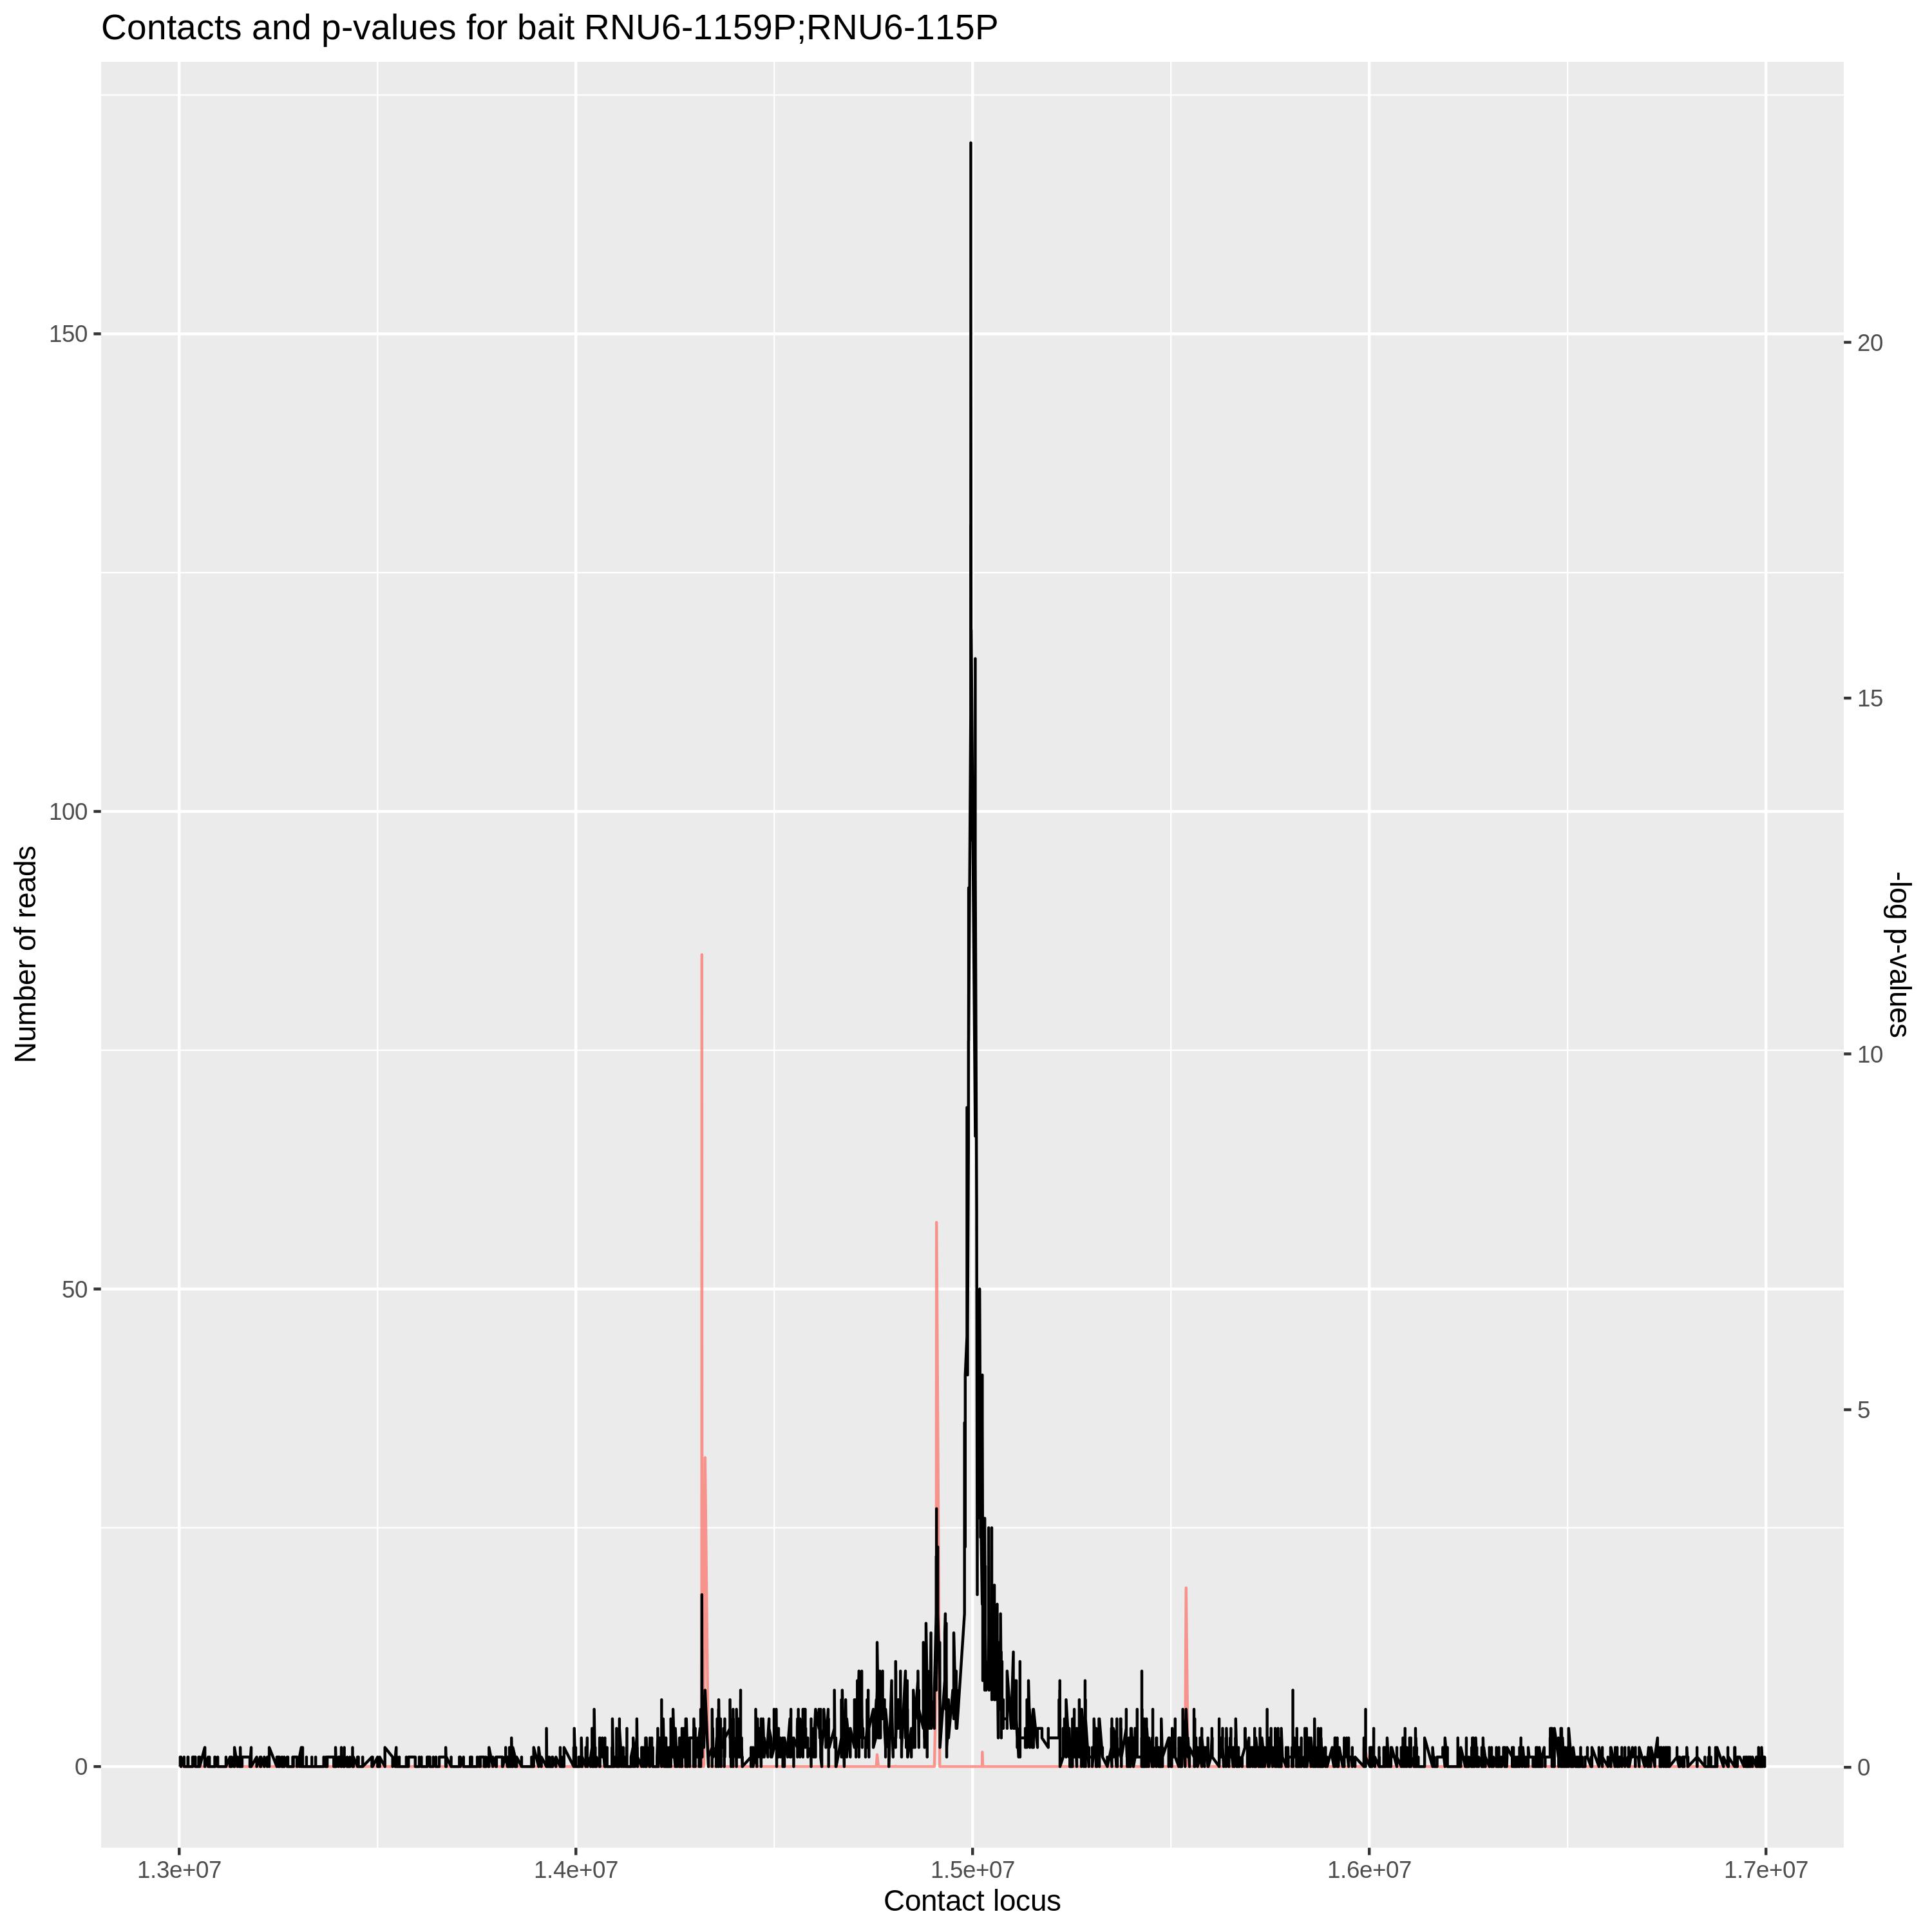 Contacts and p-values for bait RNU6-1159P;RNU6-115P
150
100
50
0
Number of reads
20
15
10
5
0
-log p-values
1.3e+07 1.4e+07 1.5e+07 1.6e+07 1.7e+07
Contact locus